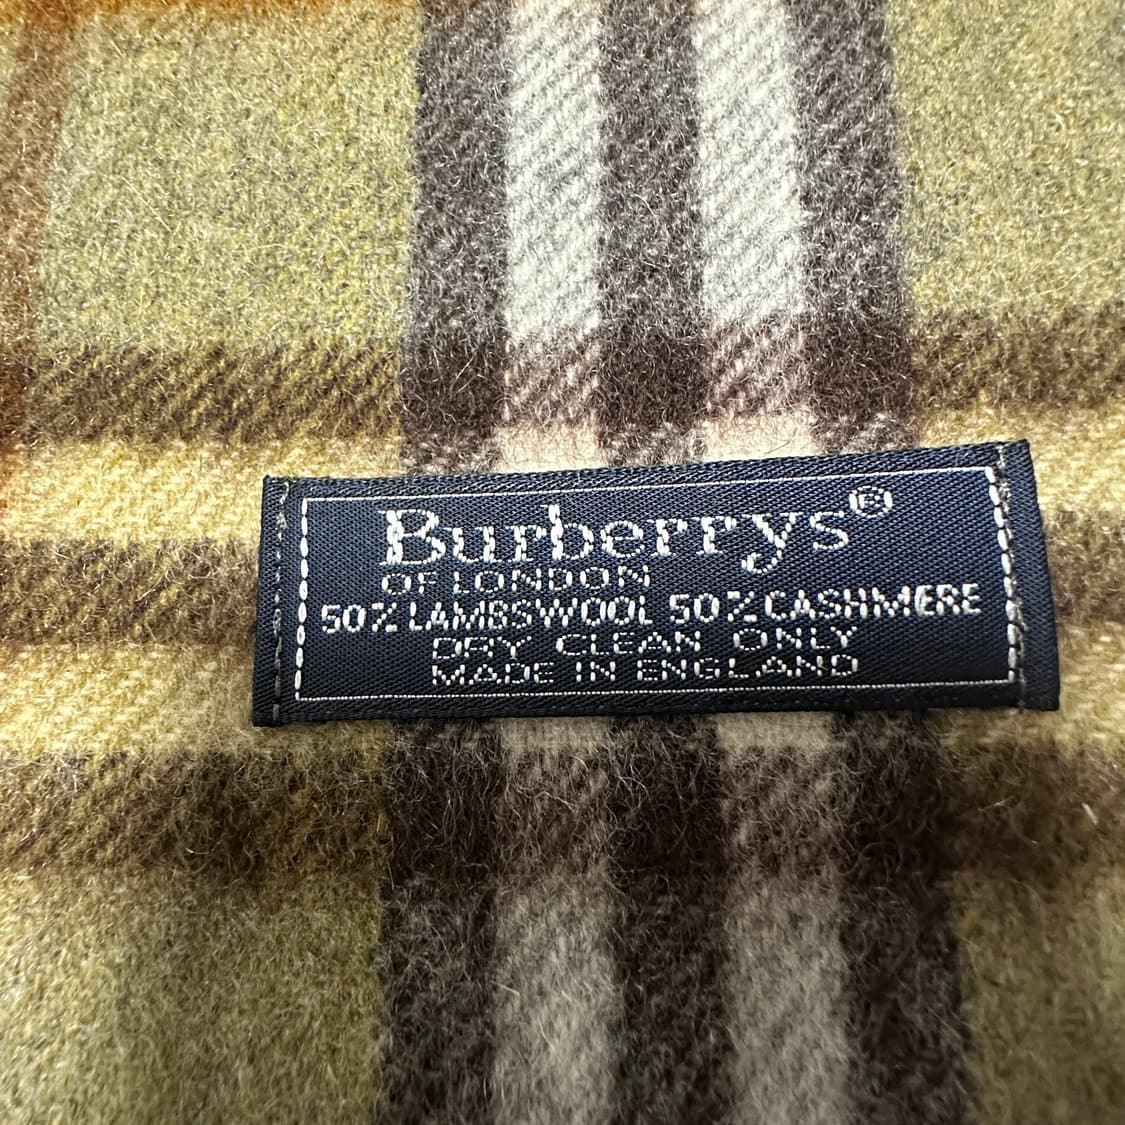 Burberrys®
OF LONDON
50% LAMBSWOOL 50% CASHMERE
DRY CLEAN ONLY
MADE IN ENGLAND